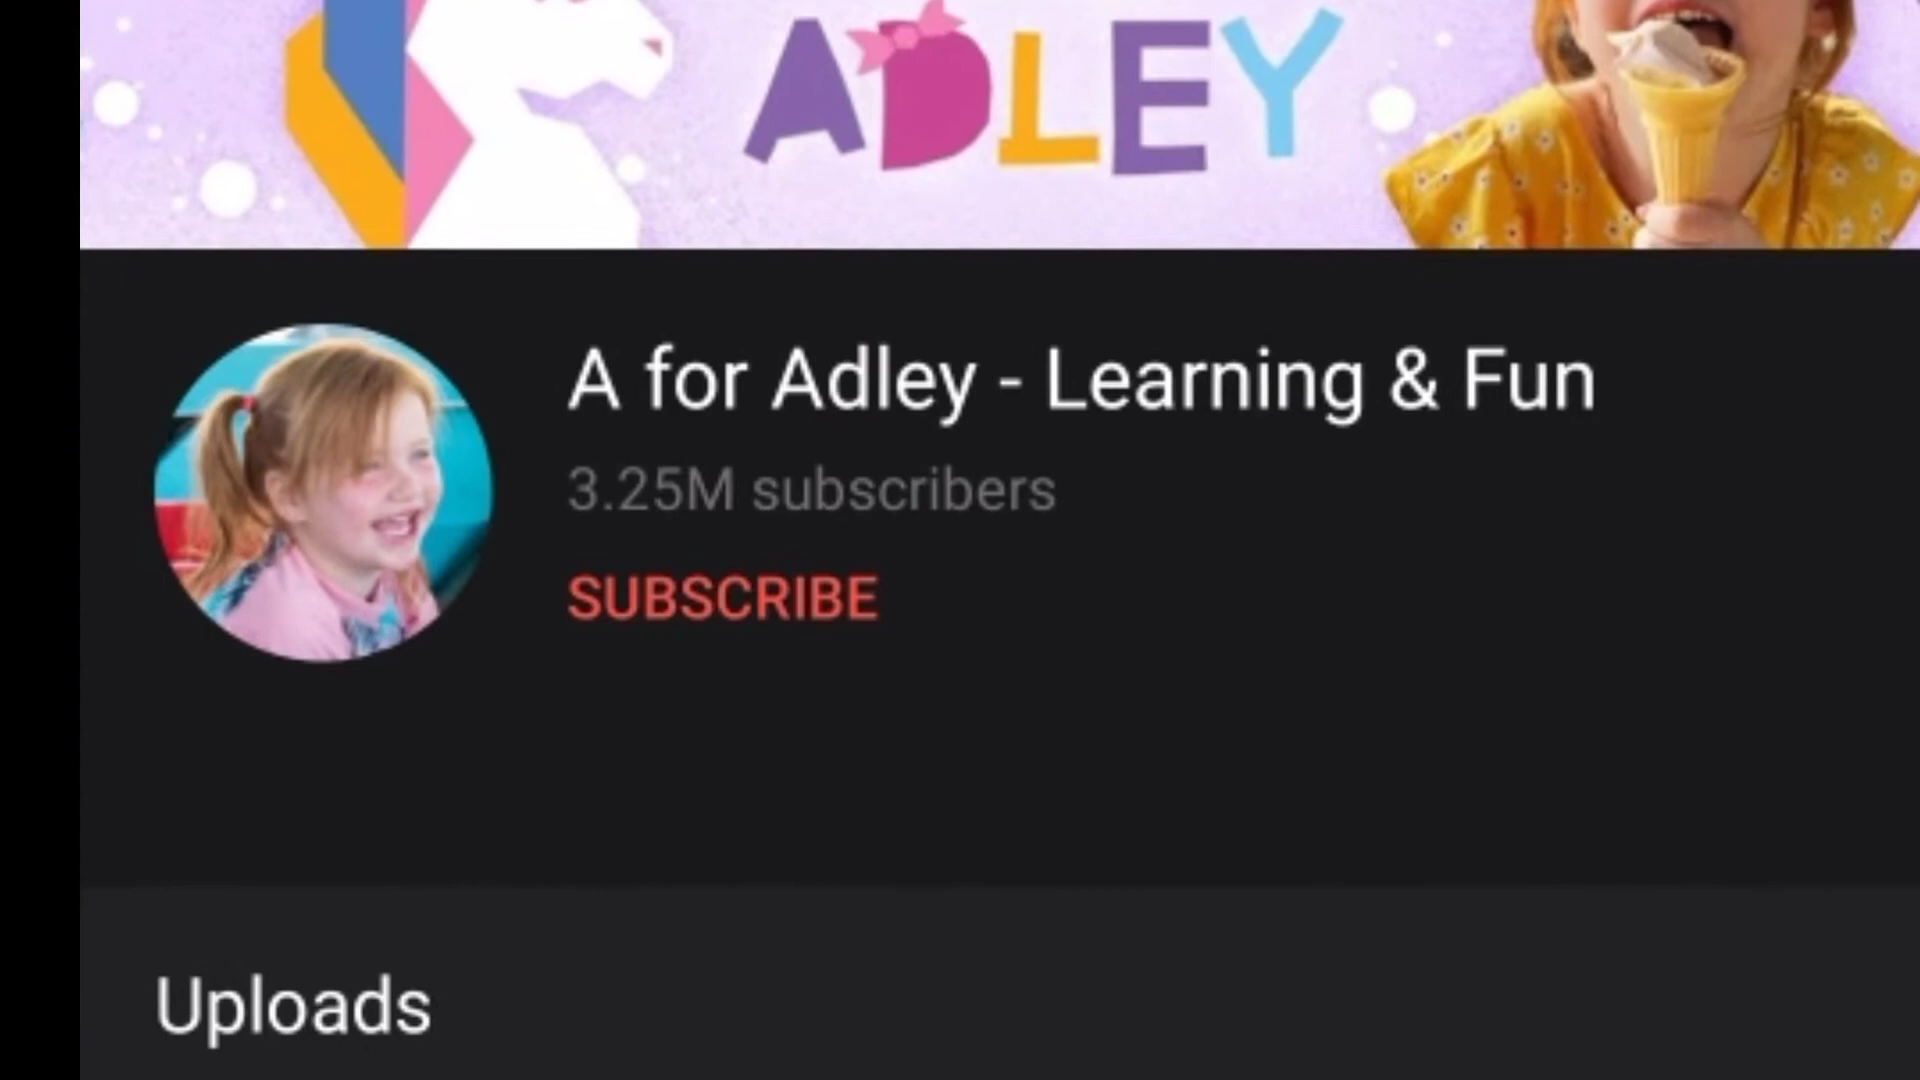 ADLEY
A for Adley - Learning & Fun
3.25M subscribers
SUBSCRIBE
Uploads